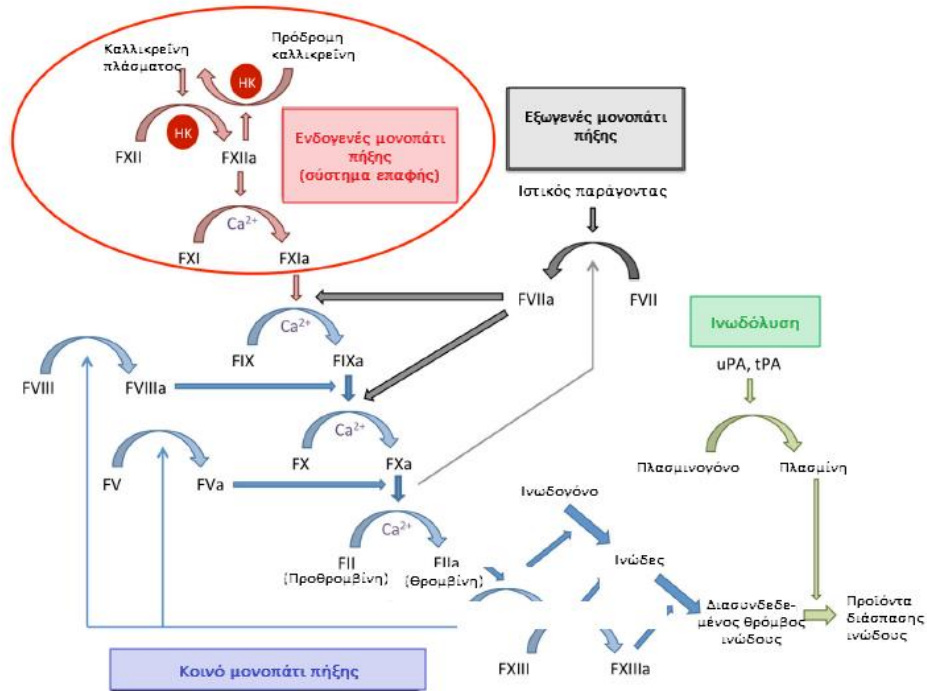 Καλλικρεΐνη
πλάσματος
Πρόδρομη
καλλικρεΐνη
HK
HK
FXII
FXIIa
Ενδογενές μονοπάτι
πήξης
(σύστημα επαφής)
Εξωγενές μονοπάτι
πήξης
Ιστικός παράγοντας
Ca²⁺
FXI
FXIa
FVIIa
FVII
Ca²⁺
FIX
FIXa
Ινωδόλυση
uPA, tPA
FVIII
FVIIIa
Ca²⁺
FX
FXa
Πλασμινογόνο
Πλασμίνη
FV
FVa
Ινωδογόνο
Ca²⁺
FII
(Προθρομβίνη)
FIIa
(Θρομβίνη)
Ινώδες
Διασυνδεδε-
μένος θρόμβος
ινώδους
Προϊόντα
διάσπασης
ινώδους
FXIII
FXIIIa
Κοινό μονοπάτι πήξης